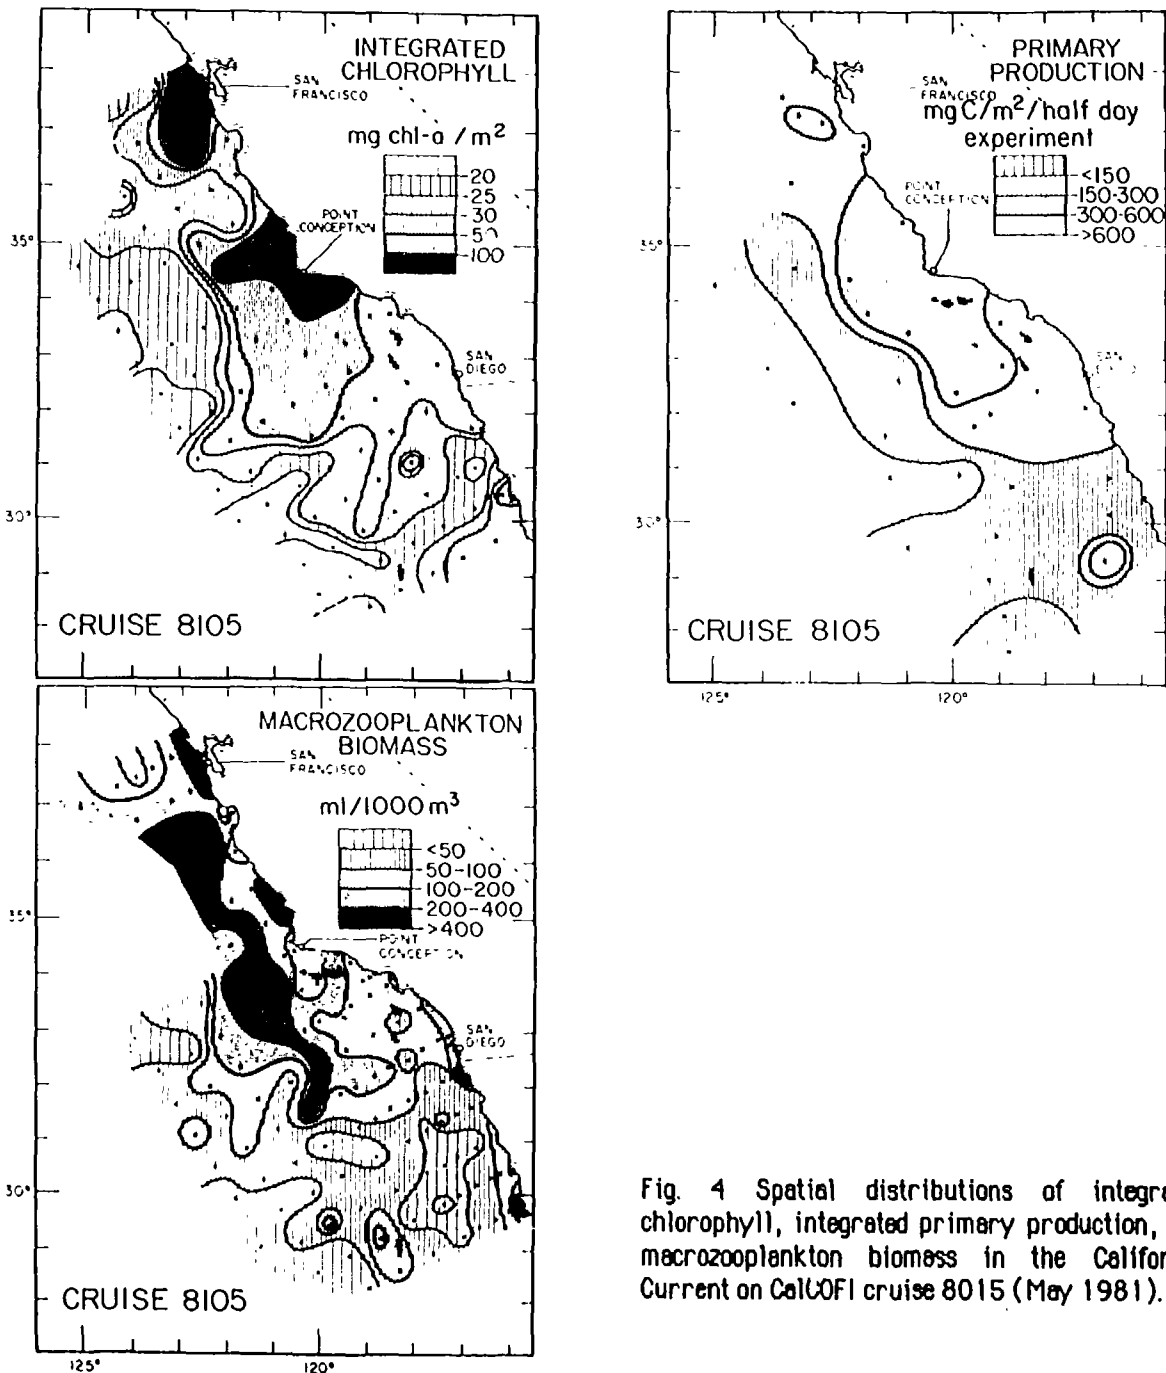 INTEGRATED
CHLOROPHYLL
SAN
FRANCISCO
mg chl-a / m²
20
25
30
50
100
POINT
CONCEPTION
35°
SAN
DIEGO
30°
CRUISE 8105
PRIMARY
PRODUCTION
SAN
FRANCISCO
mg C/m²/half day
experiment
<150
150-300
300-600
>600
POINT
CONCEPTION
35°
SAN
30°
CRUISE 8105
125°
120°
MACROZOOPLANKTON
BIOMASS
SAN
FRANCISCO
ml/1000 m³
<50
50-100
100-200
200-400
>400
35°
POINT
CONCEPTION
SAN
DIEGO
30°
CRUISE 8105
125°
120°
Fig. 4 Spatial distributions of integra
chlorophyll, integrated primary production,
macrozooplankton biomass in the Califor
Current on CalCOFI cruise 8015 (May 1981).